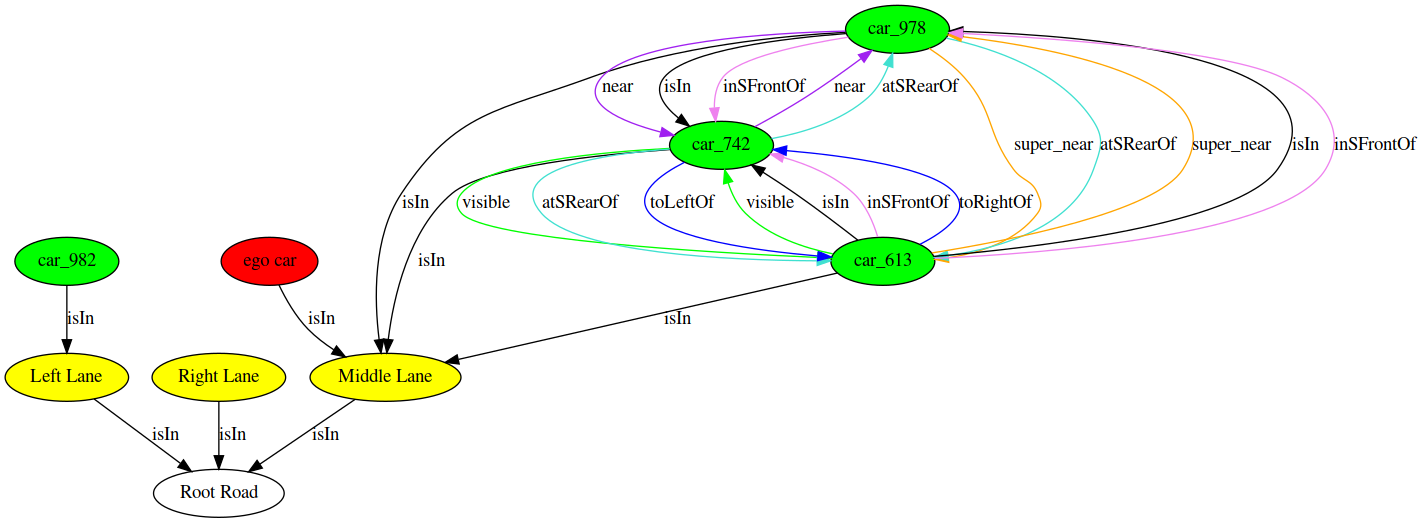 car_978
near
isIn
inSFrontOf
near
atSRearOf
car_742
super_near
atSRearOf
super_near
isIn
inSFrontOf
isIn
visible
atSRearOf
toLeftOf
visible
isIn
inSFrontOf
toRightOf
car_982
ego car
isIn
car_613
isIn
isIn
isIn
Left Lane
Right Lane
Middle Lane
isIn
isIn
isIn
Root Road